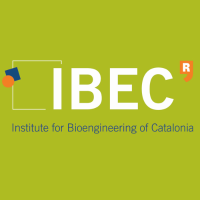 IBEC R
Institute for Bioengineering of Catalonia